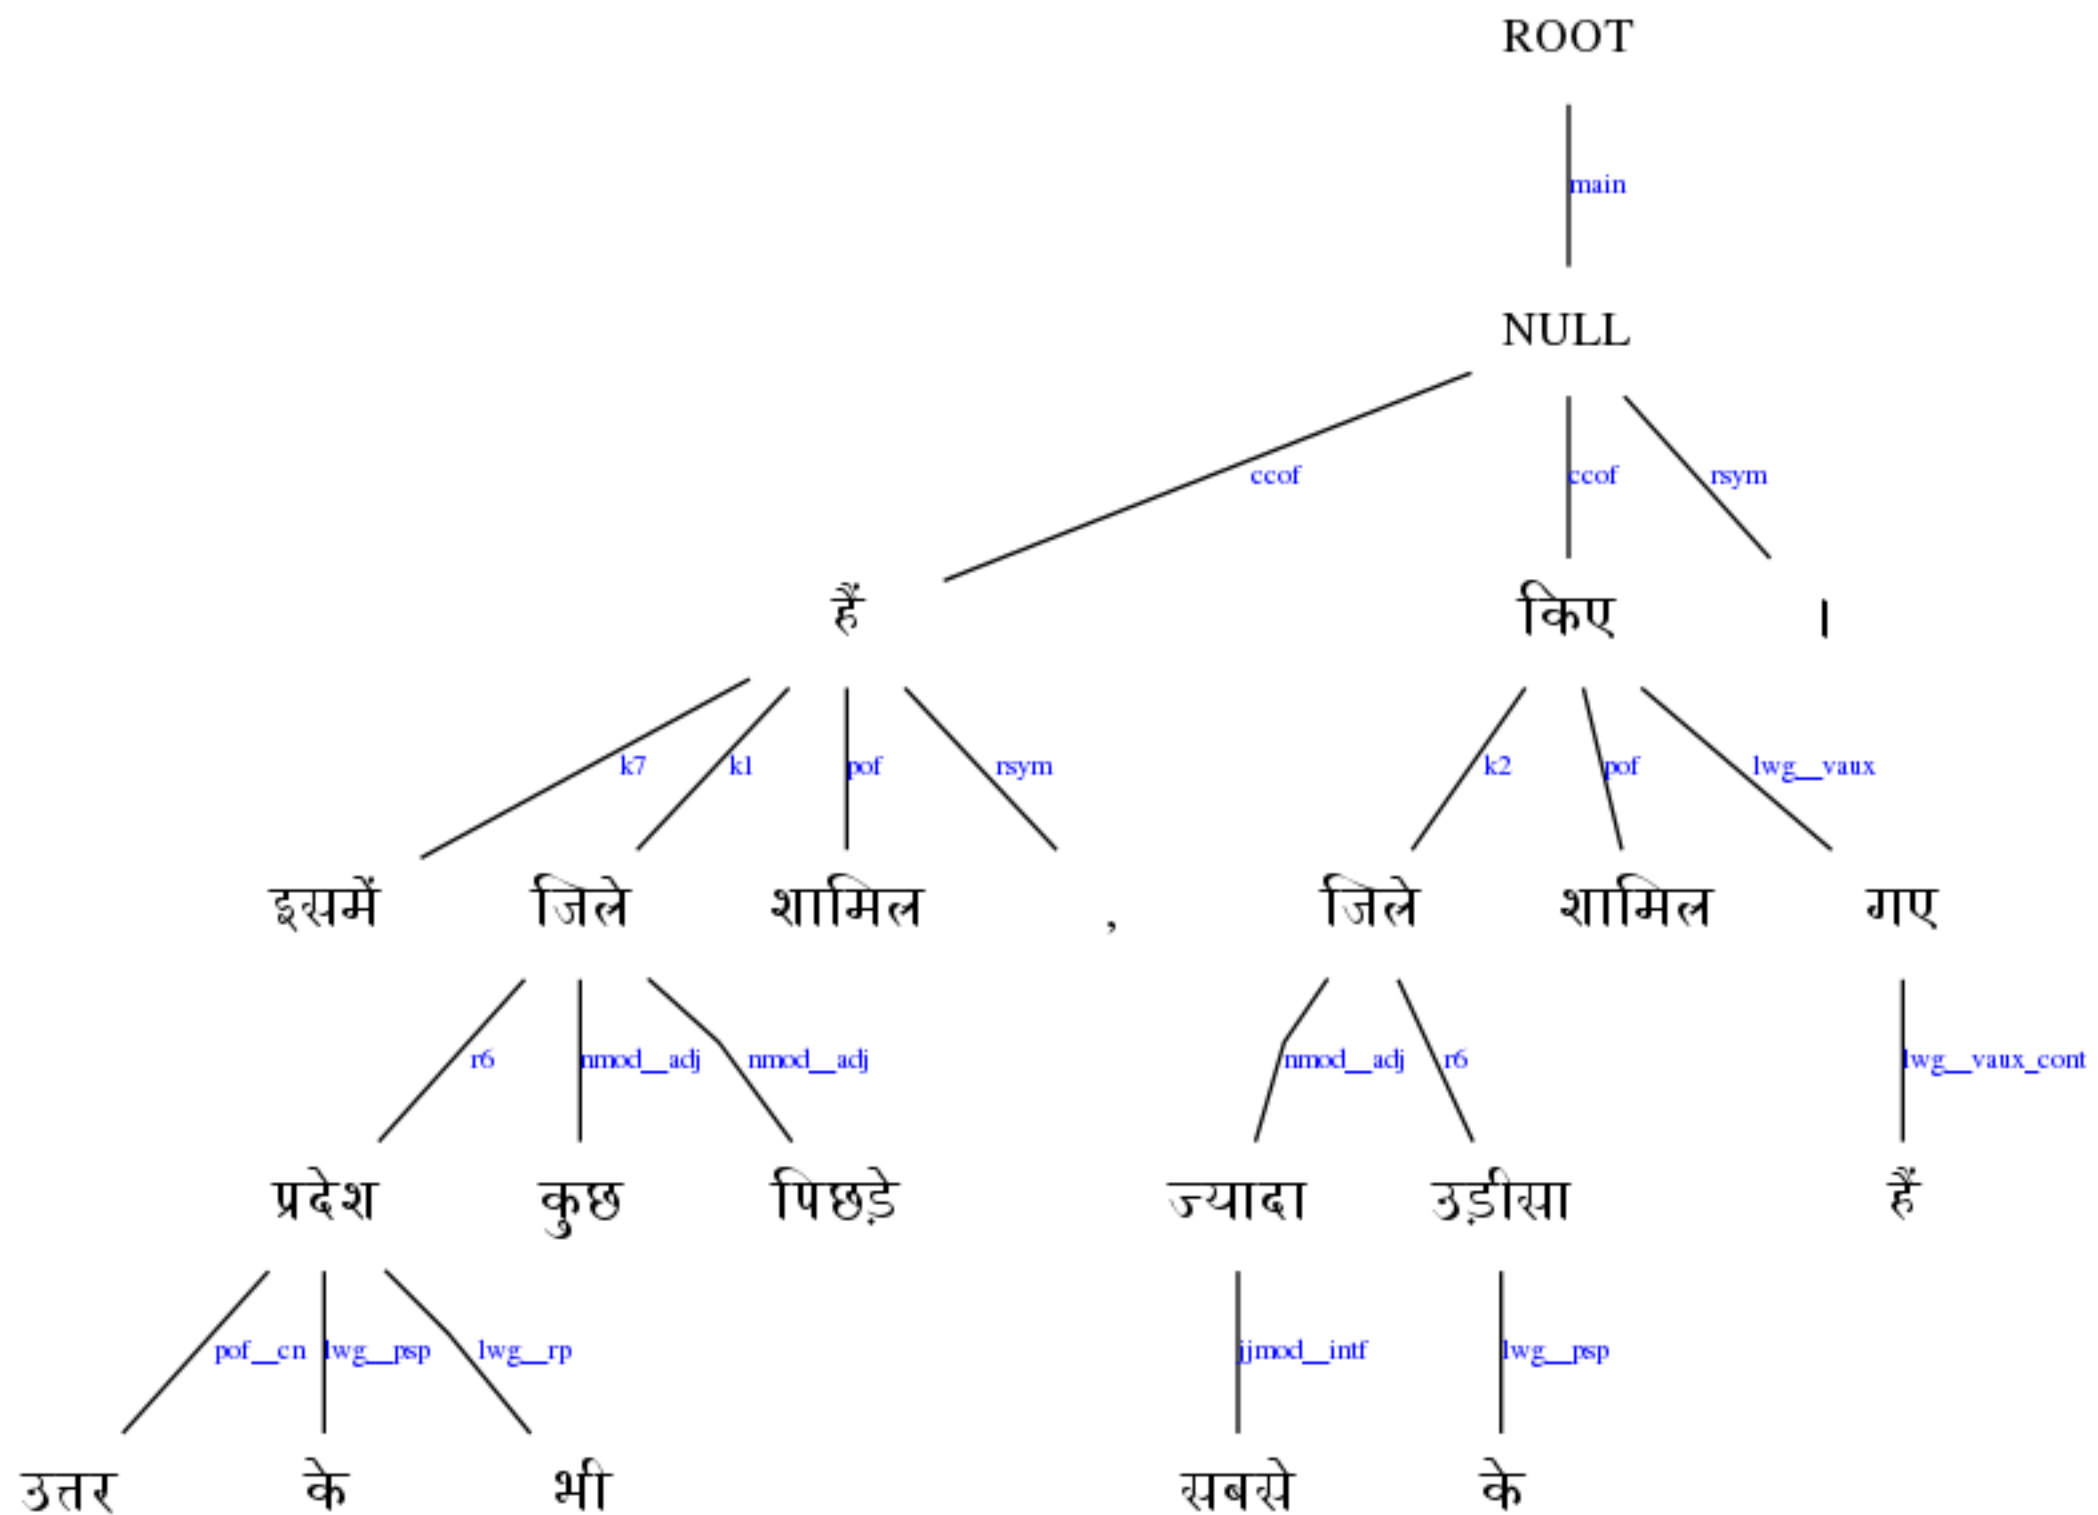 ROOT
main
NULL
ccof ccof rsym
हैं किए ।
k7 k1 pof rsym k2 pof lwg__vaux
इसमें जिले शामिल , जिले शामिल गए
r6 nmod__adj nmod__adj nmod__adj r6 lwg__vaux_cont
प्रदेश कुछ पिछड़े ज्यादा उड़ीसा हैं
pof__cn lwg__psp lwg__rp jjmod__intf lwg__psp
उत्तर के भी सबसे के